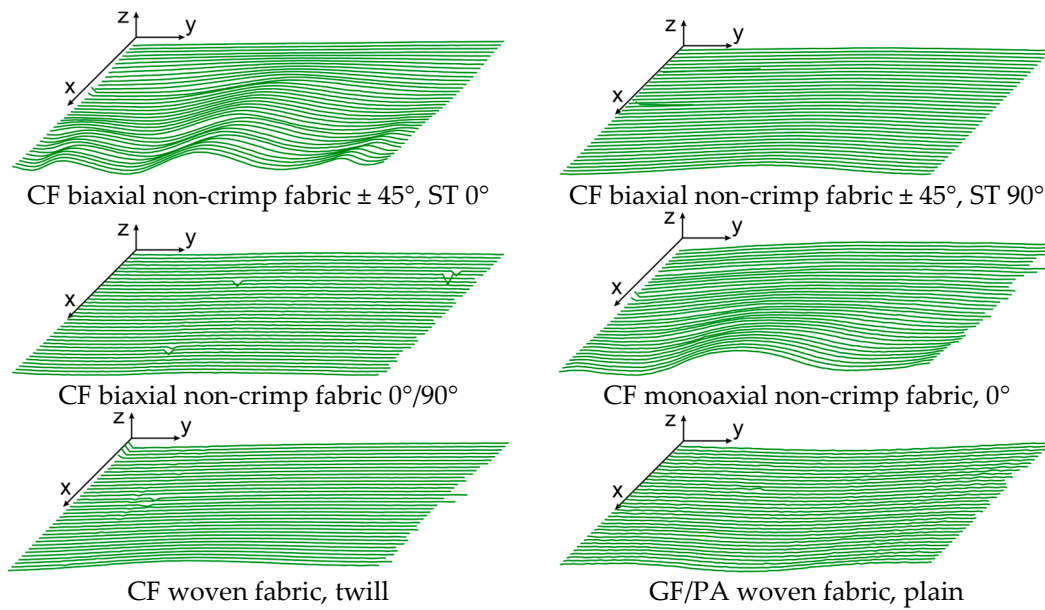 z
y
x
CF biaxial non-crimp fabric ± 45°, ST 0°
z
y
x
CF biaxial non-crimp fabric ± 45°, ST 90°
z
y
x
CF biaxial non-crimp fabric 0°/90°
z
y
x
CF monoaxial non-crimp fabric, 0°
z
y
x
CF woven fabric, twill
z
y
x
GF/PA woven fabric, plain